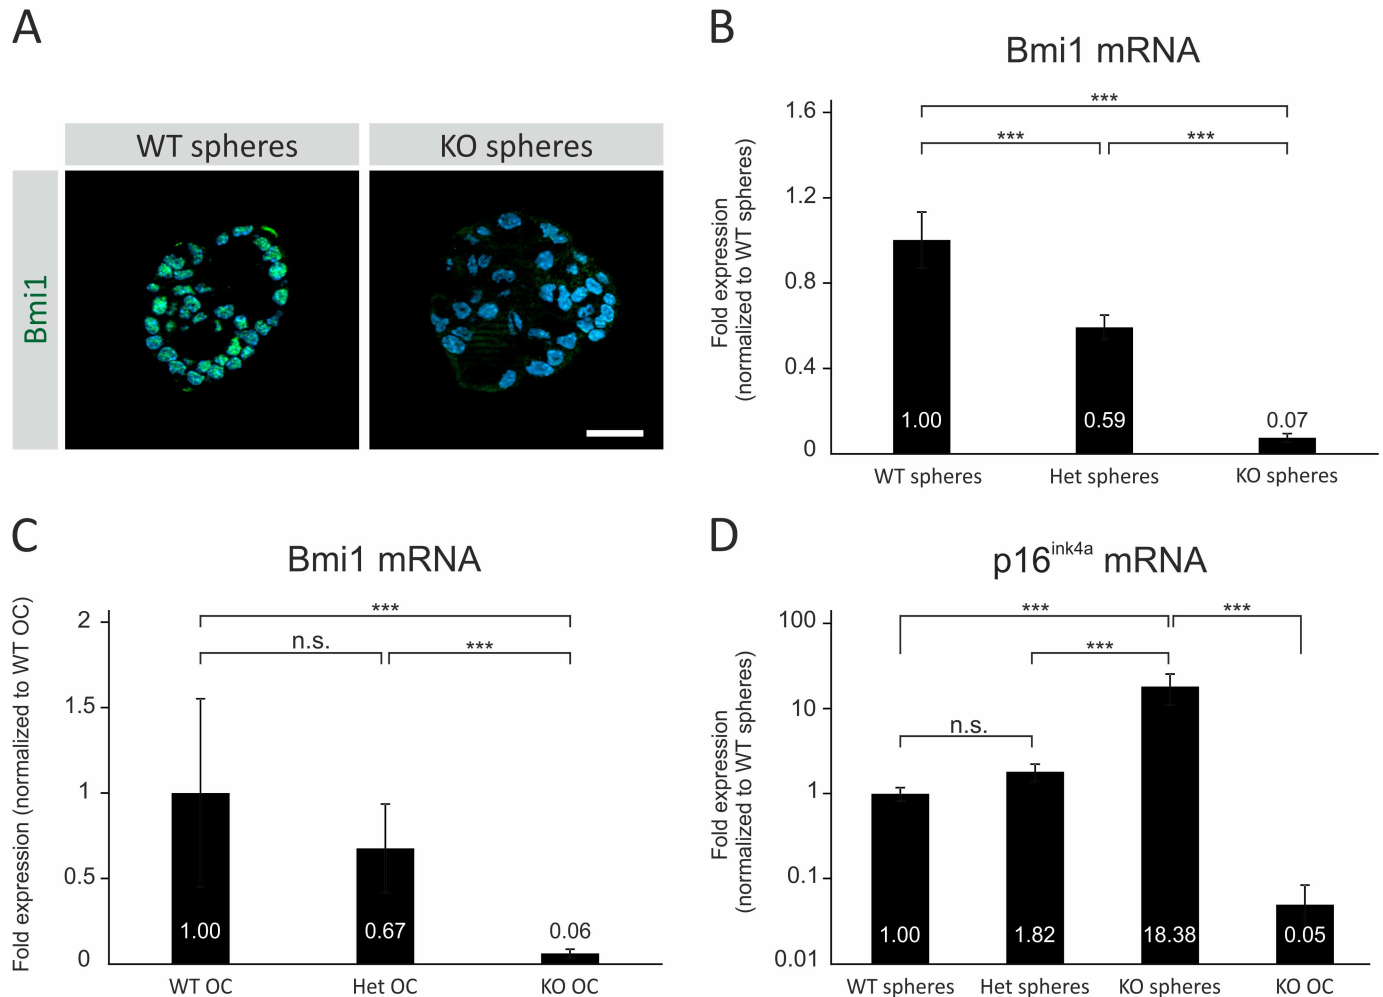 A
WT spheres
KO spheres
Bmi1
B
Bmi1 mRNA
Fold expression
(normalized to WT spheres)
1.6
1.2
0.8
0.4
0
***
***
***
1.00
0.59
0.07
WT spheres
Het spheres
KO spheres
C
Bmi1 mRNA
Fold expression (normalized to WT OC)
2
1.5
1
0.5
0
***
n.s.
***
1.00
0.67
0.06
WT OC
Het OC
KO OC
D
p16ink4a mRNA
Fold expression
(normalized to WT spheres)
100
10
1
0.1
0.01
***
***
***
n.s.
1.00
1.82
18.38
0.05
WT spheres
Het spheres
KO spheres
KO OC